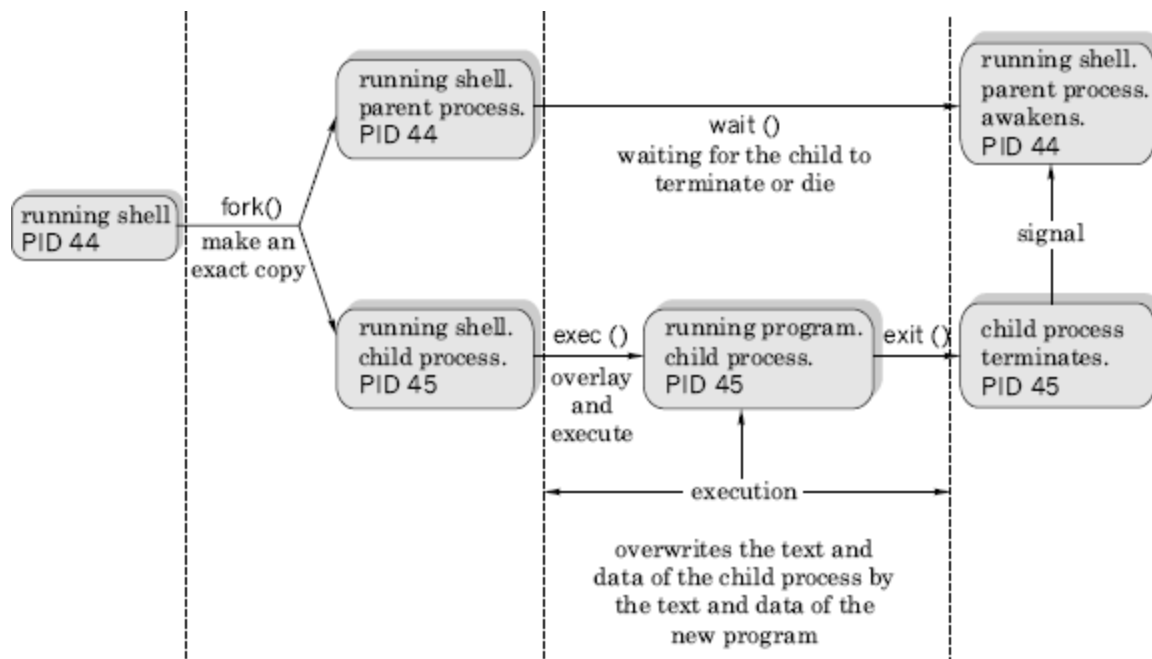 running shell
PID 44
fork()
make an
exact copy
running shell.
parent process.
PID 44
running shell.
child process.
PID 45
wait ()
waiting for the child to
terminate or die
exec ()
overlay
and
execute
running program.
child process.
PID 45
exit ()
running shell.
parent process.
awakens.
PID 44
signal
child process
terminates.
PID 45
execution
overwrites the text and
data of the child process by
the text and data of the
new program